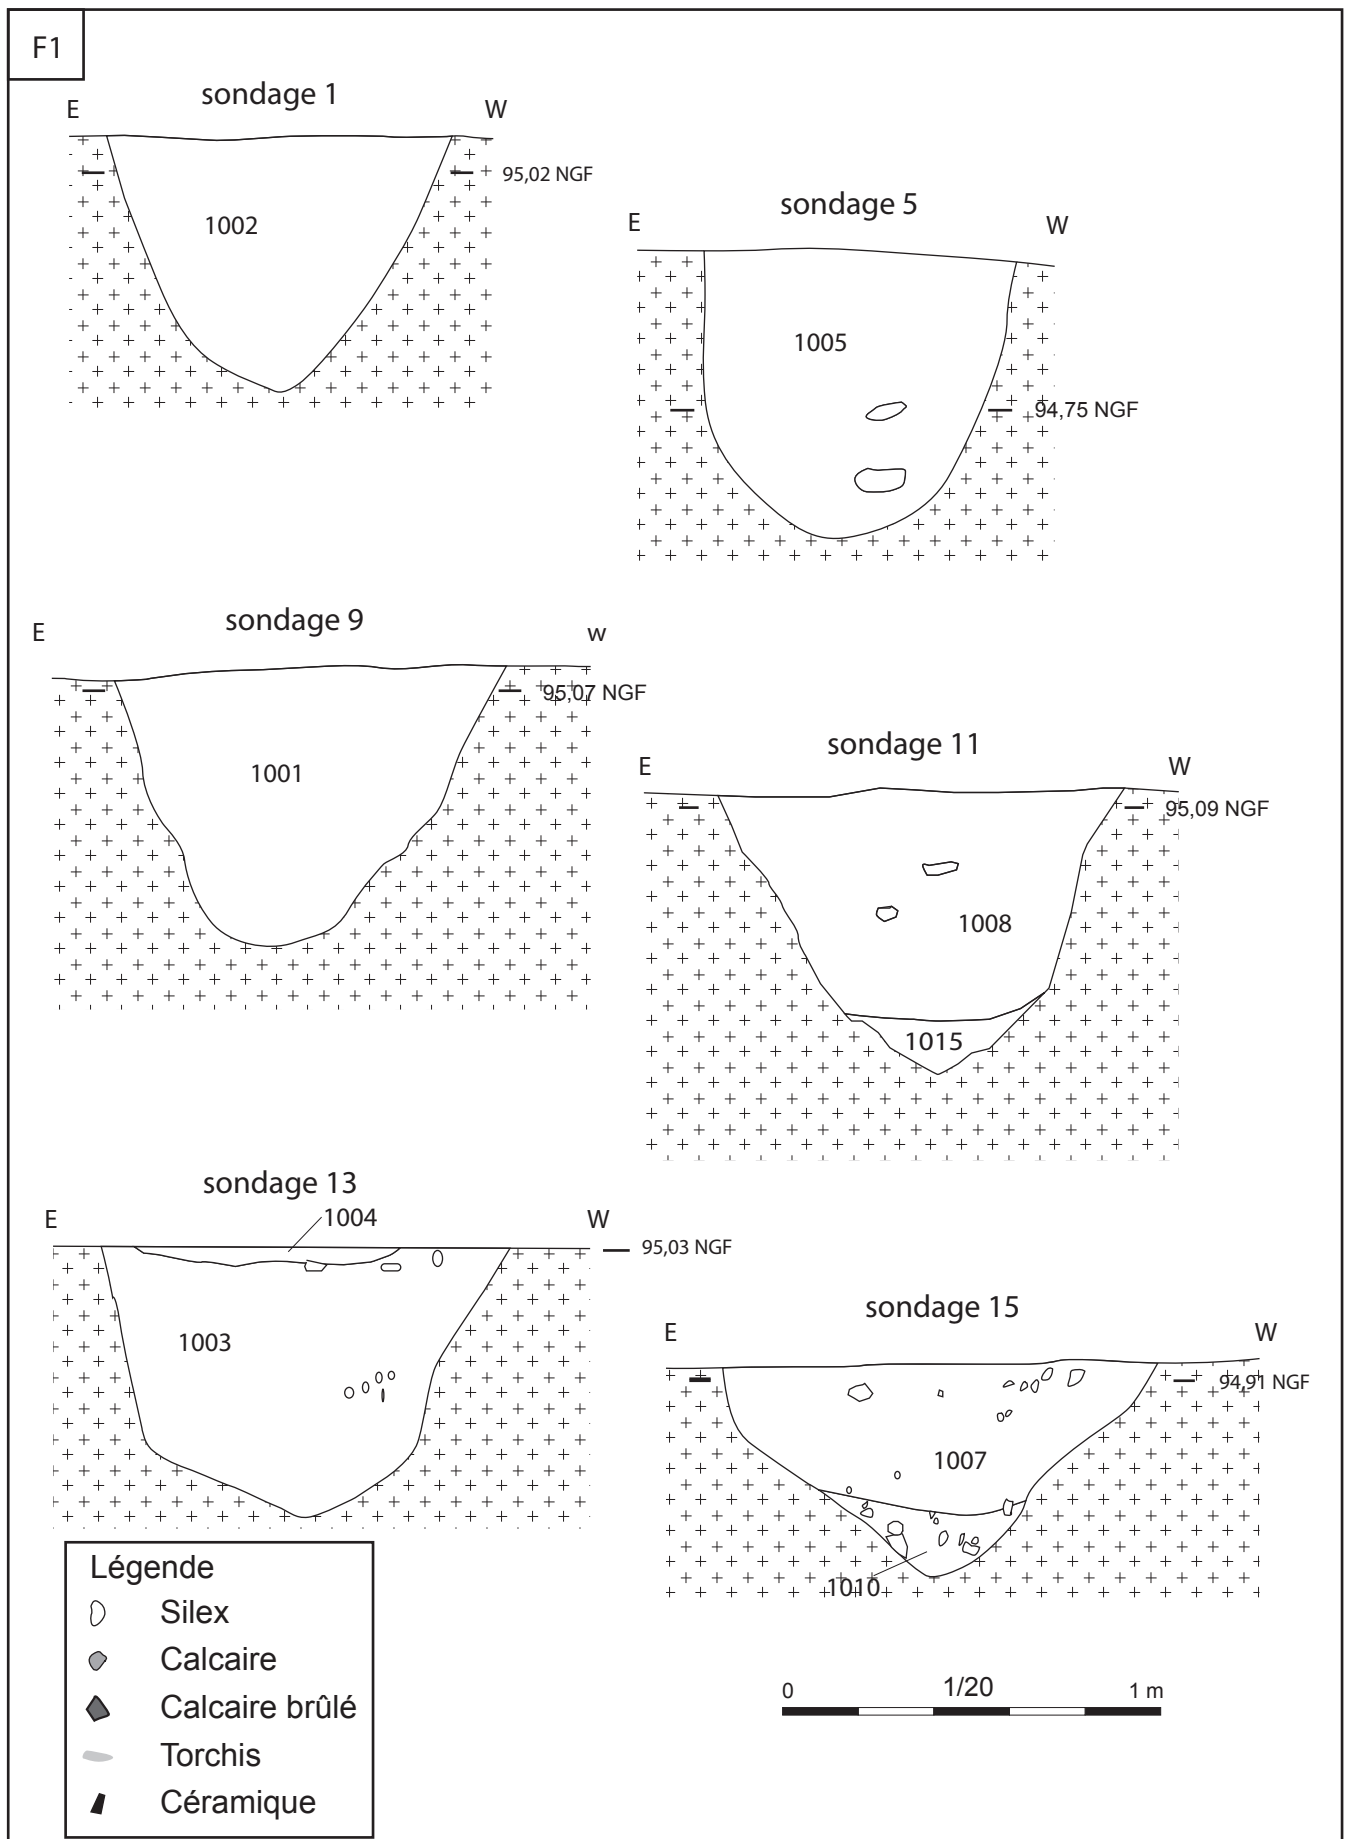 F1
sondage 1
E W
95,02 NGF
1002
sondage 5
E W
1005
94,75 NGF
sondage 9
E w
95,07 NGF
1001
sondage 11
E W
95,09 NGF
1008
1015
sondage 13
1004
E W
95,03 NGF
1003
sondage 15
E W
94,91 NGF
1007
1010
Légende
Silex
Calcaire
Calcaire brûlé
Torchis
Céramique
0 1/20 1 m